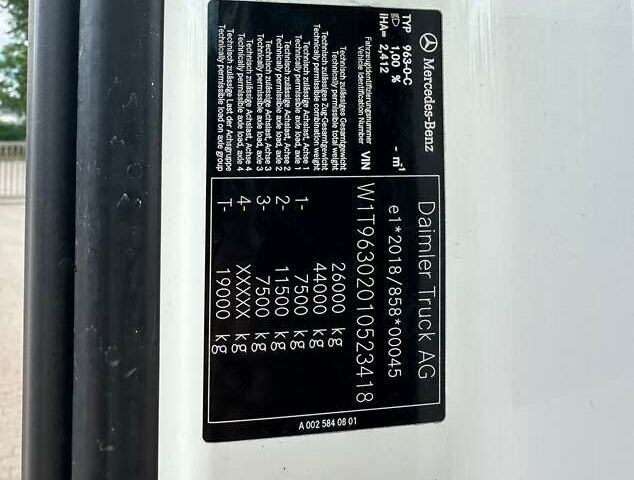 Mercedes-Benz
Daimler Truck AG
TYP 963-0-C
1,00 % - m⁻¹
e1*2018/858*00045
IHA= 2,412
Fahrzeugidentifizierungsnummer
Vehicle Identification Number VIN W1T96302010523418
Technisch zulässiges Gesamtgewicht
Technically permissible total weight 26000 kg
Technisch zulässiges Zug-Gesamtgewicht
Technically permissible combination weight 44000 kg
Technisch zulässige Achslast, Achse 1
Technically permissible axle load, axle 1 1- 7500 kg
Technisch zulässige Achslast, Achse 2
Technically permissible axle load, axle 2 2- 11500 kg
Technisch zulässige Achslast, Achse 3
Technically permissible axle load, axle 3 3- 7500 kg
Technisch zulässige Achslast, Achse 4
Technically permissible axle load, axle 4 4- XXXXX kg
Technisch zulässige Last der Achsgruppe
Technically permissible load on axle group T- 19000 kg
A 002 584 08 01